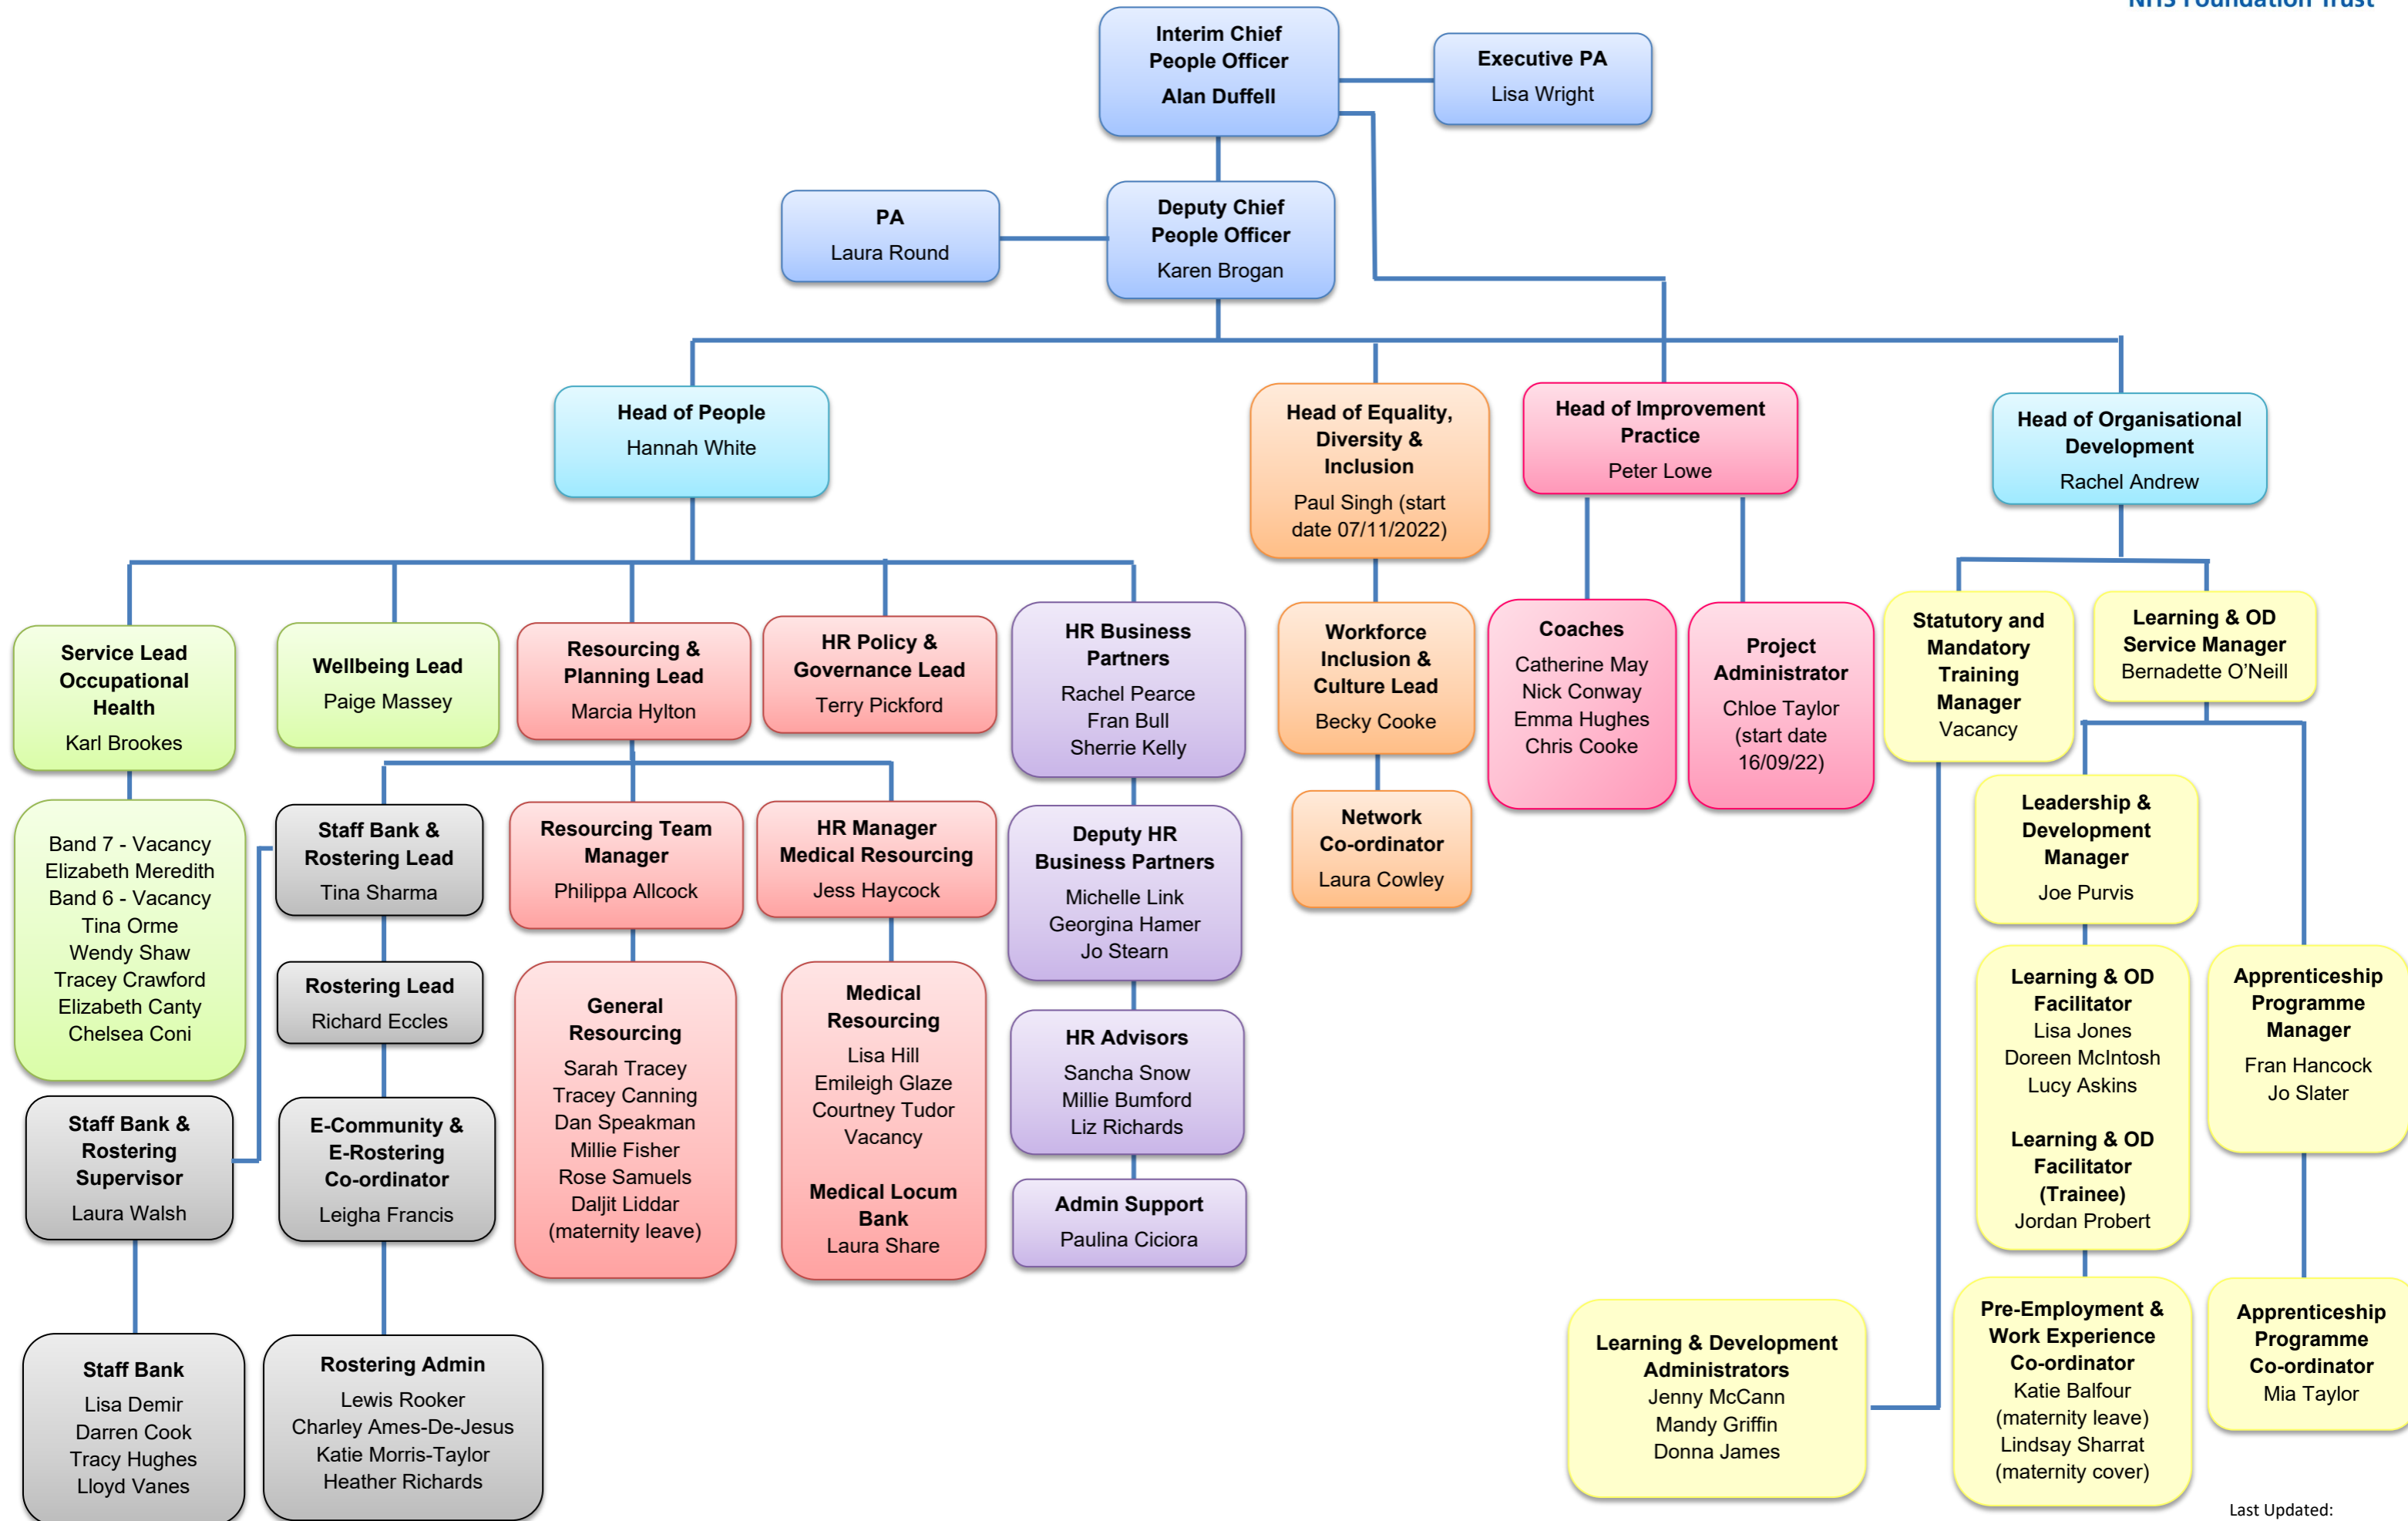 NHS Foundation Trust
Interim Chief
People Officer
Alan Duffell
Executive PA
Lisa Wright
PA
Laura Round
Deputy Chief
People Officer
Karen Brogan
Head of People
Hannah White
Head of Equality,
Diversity &
Inclusion
Paul Singh (start
date 07/11/2022)
Head of Improvement
Practice
Peter Lowe
Head of Organisational
Development
Rachel Andrew
Service Lead
Occupational
Health
Karl Brookes
Wellbeing Lead
Paige Massey
Resourcing &
Planning Lead
Marcia Hylton
HR Policy &
Governance Lead
Terry Pickford
HR Business
Partners
Rachel Pearce
Fran Bull
Sherrie Kelly
Workforce
Inclusion &
Culture Lead
Becky Cooke
Coaches
Catherine May
Nick Conway
Emma Hughes
Chris Cooke
Project
Administrator
Chloe Taylor
(start date
16/09/22)
Statutory and
Mandatory
Training
Manager
Vacancy
Learning & OD
Service Manager
Bernadette O’Neill
Band 7 - Vacancy
Elizabeth Meredith
Band 6 - Vacancy
Tina Orme
Wendy Shaw
Tracey Crawford
Elizabeth Canty
Chelsea Coni
Staff Bank &
Rostering Lead
Tina Sharma
Resourcing Team
Manager
Philippa Allcock
HR Manager
Medical Resourcing
Jess Haycock
Deputy HR
Business Partners
Michelle Link
Georgina Hamer
Jo Stearn
Network
Co-ordinator
Laura Cowley
Leadership &
Development
Manager
Joe Purvis
Rostering Lead
Richard Eccles
General
Resourcing
Sarah Tracey
Tracey Canning
Dan Speakman
Millie Fisher
Rose Samuels
Daljit Liddar
(maternity leave)
Medical
Resourcing
Lisa Hill
Emileigh Glaze
Courtney Tudor
Vacancy
Medical Locum
Bank
Laura Share
HR Advisors
Sancha Snow
Millie Bumford
Liz Richards
Learning & OD
Facilitator
Lisa Jones
Doreen McIntosh
Lucy Askins
Learning & OD
Facilitator
(Trainee)
Jordan Probert
Apprenticeship
Programme
Manager
Fran Hancock
Jo Slater
Staff Bank &
Rostering
Supervisor
Laura Walsh
E-Community &
E-Rostering
Co-ordinator
Leigha Francis
Admin Support
Paulina Ciciora
Staff Bank
Lisa Demir
Darren Cook
Tracy Hughes
Lloyd Vanes
Rostering Admin
Lewis Rooker
Charley Ames-De-Jesus
Katie Morris-Taylor
Heather Richards
Learning & Development
Administrators
Jenny McCann
Mandy Griffin
Donna James
Pre-Employment &
Work Experience
Co-ordinator
Katie Balfour
(maternity leave)
Lindsay Sharrat
(maternity cover)
Apprenticeship
Programme
Co-ordinator
Mia Taylor
Last Updated: